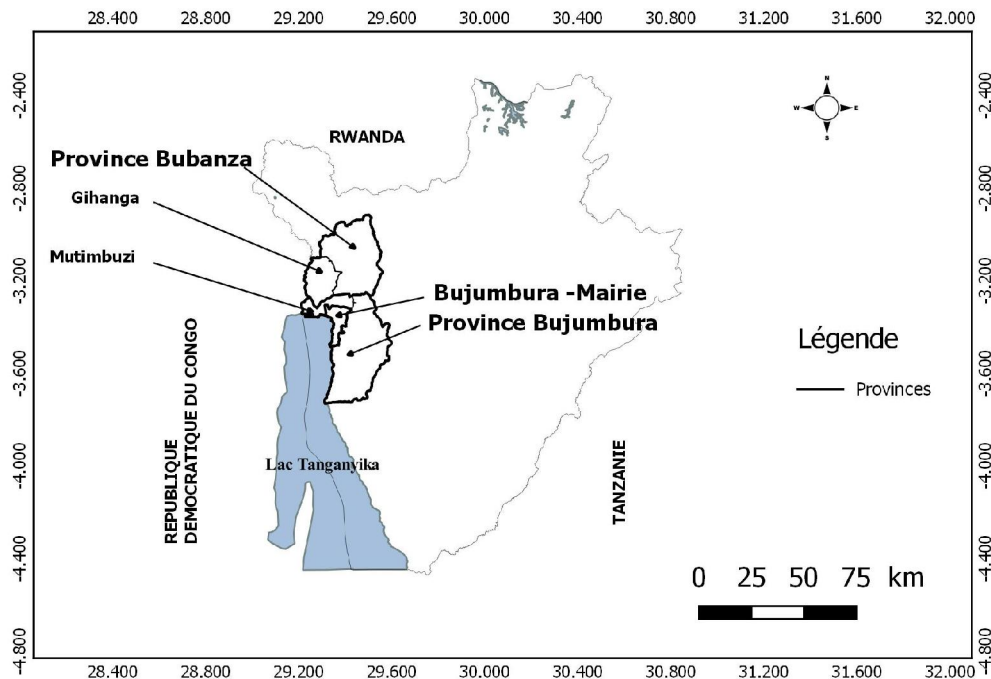 28.400 28.800 29.200 29.600 30.000 30.400 30.800 31.200 31.600 32.000
-2.400
-2.800
-3.200
-3.600
-4.000
-4.400
-4.800
N
W E
S
RWANDA
Province Bubanza
Gihanga
Mutimbuzi
Bujumbura -Mairie
Province Bujumbura
Légende
Provinces
REPUBLIQUE
DEMOCRATIQUE DU CONGO
Lac Tanganyika
TANZANIE
0 25 50 75 km
-2.400
-2.800
-3.200
-3.600
-4.000
-4.400
-4.800
28.400 28.800 29.200 29.600 30.000 30.400 30.800 31.200 31.600 32.000